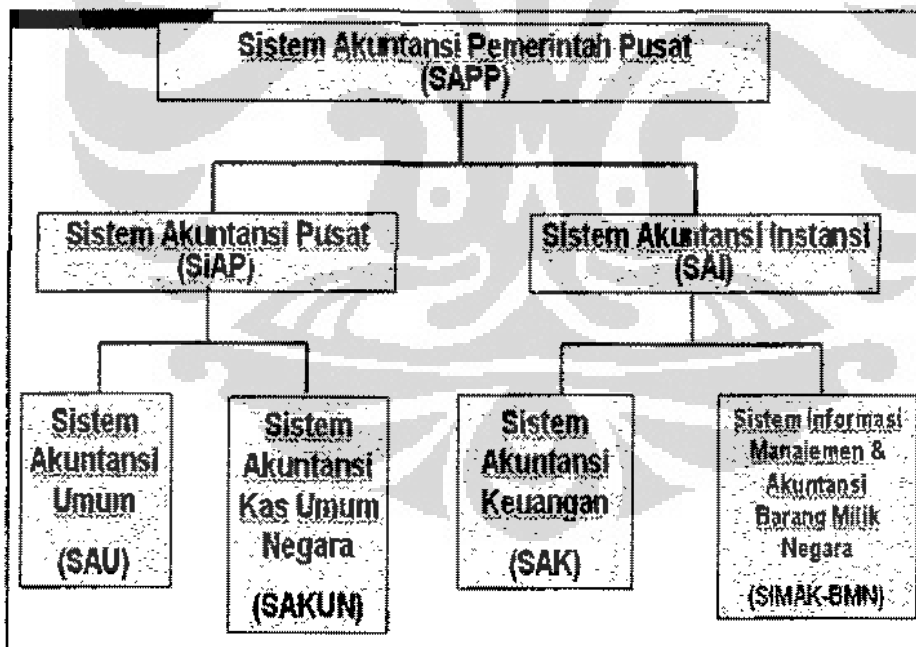 Sistem Akuntansi Pemerintah Pusat
(SAPP)
Sistem Akuntansi Pusat
(SiAP)
Sistem Akuntansi Instansi
(SAI)
Sistem
Akuntansi
Umum
(SAU)
Sistem
Akuntansi
Kas Umum
Negara
(SAKUN)
Sistem
Akuntansi
Keuangan
(SAK)
Sistem Informasi
Manajemen &
Akuntansi
Barang Milik
Negara
(SIMAK-BMN)